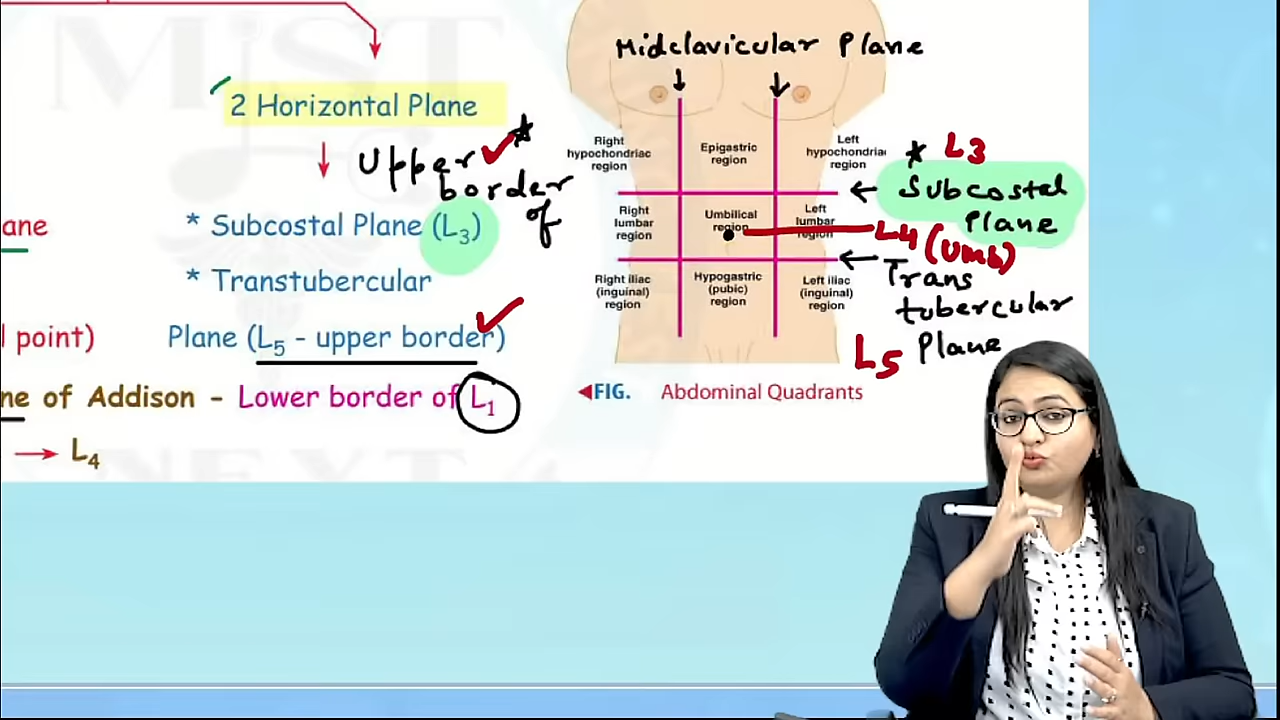 MIST
2 Horizontal Plane
Upper
border
of
ane
* Subcostal Plane (L3)
* Transtubercular
l point)
Plane (L5 - upper border)
ne of Addison - Lower border of L1
→ L4
NEXT
Midclavicular Plane
Right
hypochondriac
region
Epigastric
region
Left
hypochondria
region
* L3
Subcostal
Plane
Right
lumbar
region
Umbilical
region
Left
lumbar
region
L4 (Umb)
Trans
tubercular
Plane
L5
Right iliac
(inguinal)
region
Hypogastric
(pubic)
region
Left iliac
(inguinal)
region
FIG. Abdominal Quadrants